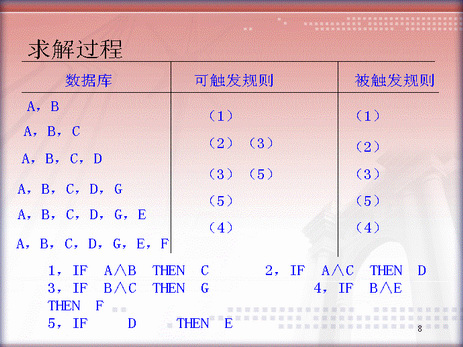 求解过程
数据库 可触发规则 被触发规则
A，B
（1） （1）
A，B，C
（2）（3） （2）
A，B，C，D
（3）（5） （3）
A，B，C，D，G
（5） （5）
A，B，C，D，G，E
（4） （4）
A，B，C，D，G，E，F
1，IF A∧B THEN C 2，IF A∧C THEN D
3，IF B∧C THEN G 4，IF B∧E
THEN F
5，IF D THEN E
8